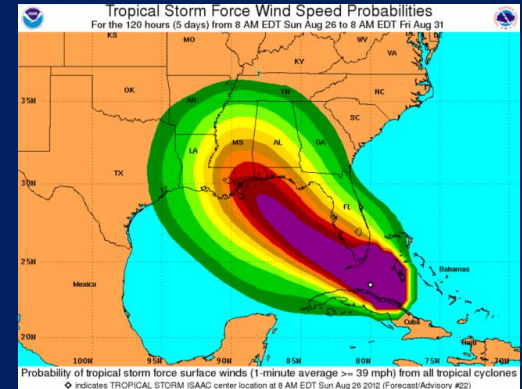 Tropical Storm Force Wind Speed Probabilities
For the 120 hours (5 days) from 8 AM EDT Sun Aug 26 to 8 AM EDT Fri Aug 31
KS MO WV VA
KY
OK AR TN NC
35N
SC
MS AL GA
LA
TX
30N
FL
25N
Mexico Bahamas
Cuba
20N Haiti
100W 95W 90W 85W 80W 75W 70W
Probability of tropical storm force surface winds (1-minute average >= 39 mph) from all tropical cyclones
◇ indicates TROPICAL STORM ISAAC center location at 8 AM EDT Sun Aug 26 2012 (Forecast/Advisory #22)